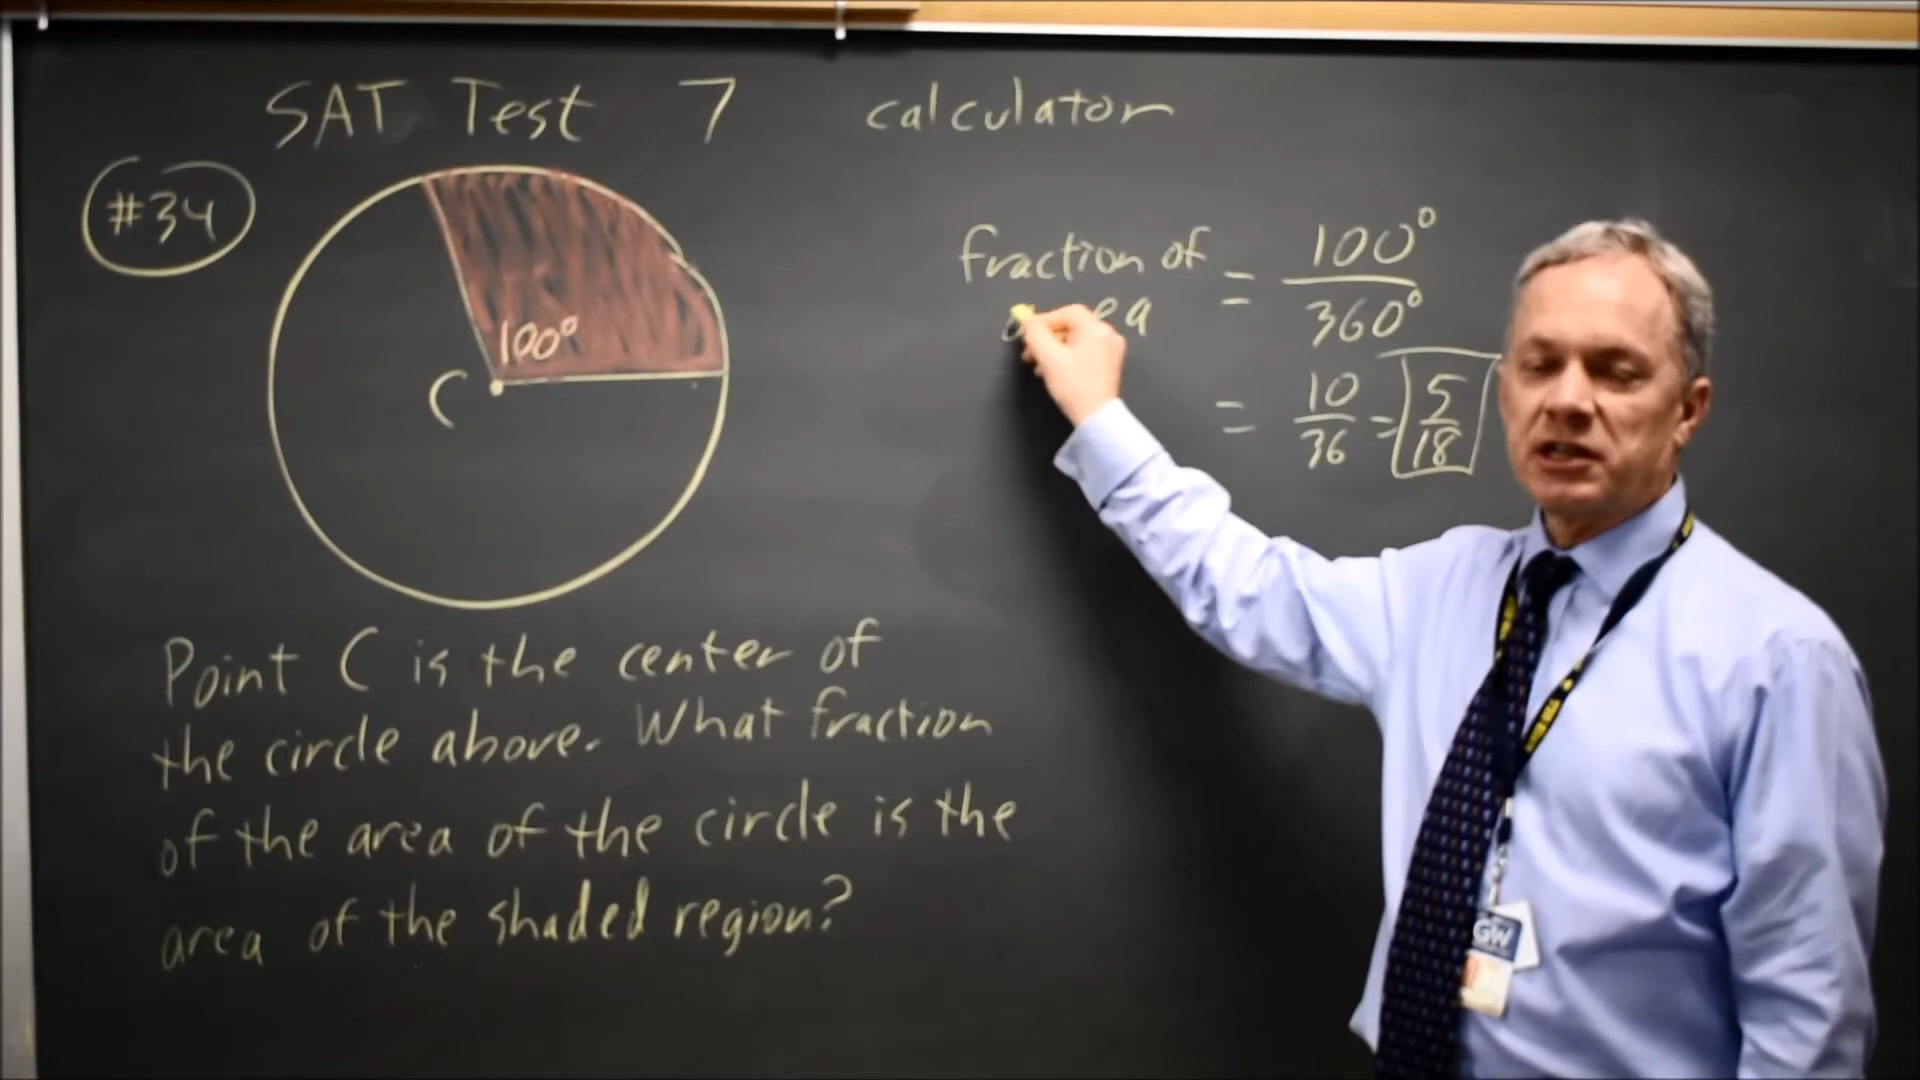 SAT Test 7 calculator
#34
100°
C
fraction of = 100° / 360°
= 10/36 = 5/18
Point C is the center of
the circle above. What fraction
of the area of the circle is the
area of the shaded region?
GW